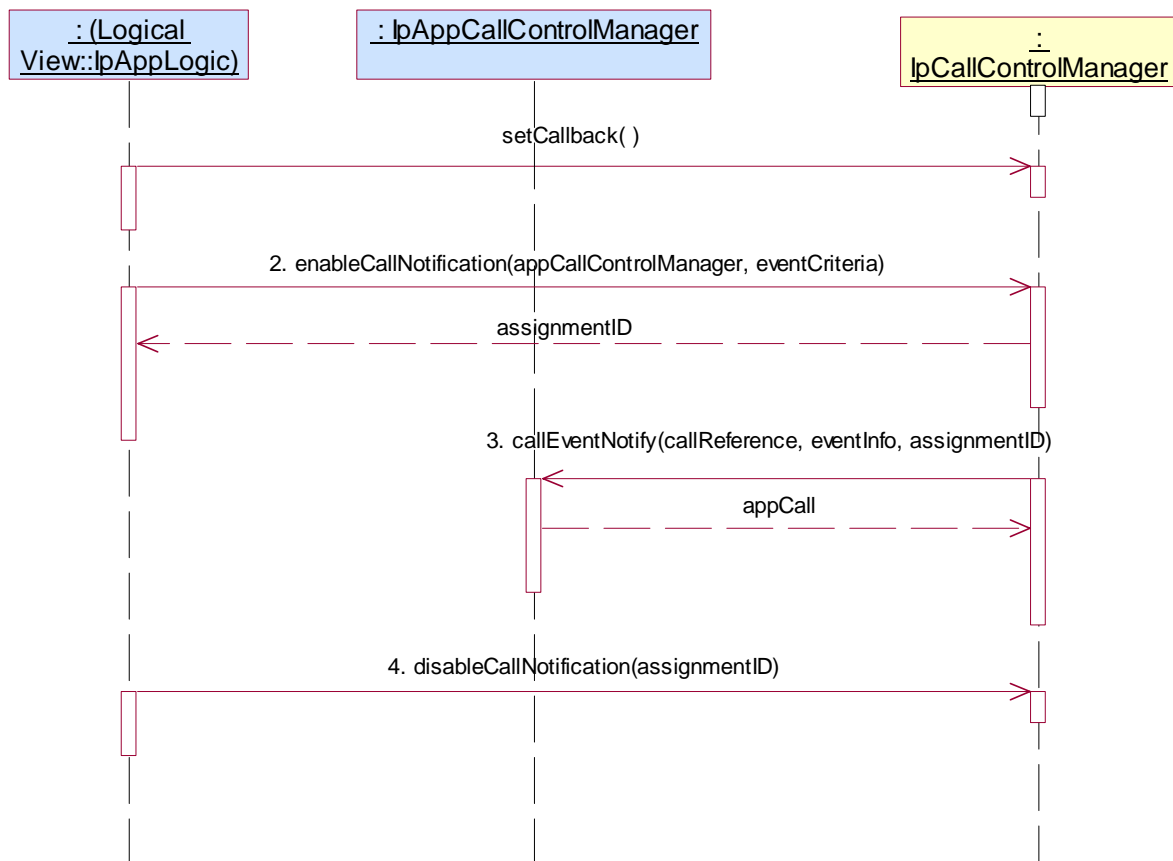 : (Logical
View::IpAppLogic)
: IpAppCallControlManager
:
IpCallControlManager
setCallback( )
2. enableCallNotification(appCallControlManager, eventCriteria)
assignmentID
3. callEventNotify(callReference, eventInfo, assignmentID)
appCall
4. disableCallNotification(assignmentID)